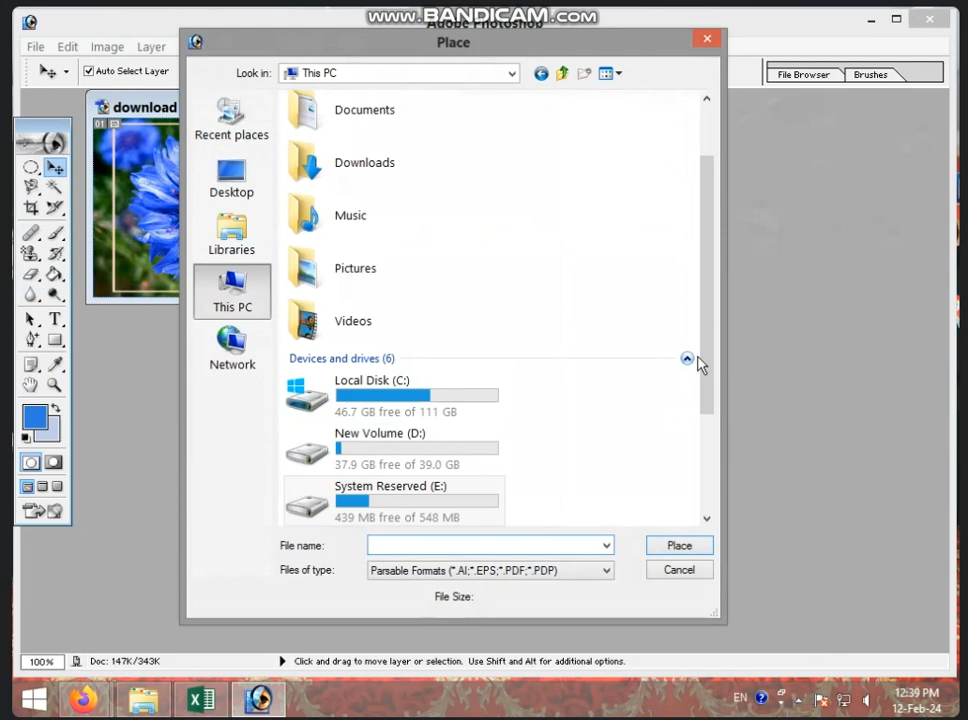 www.BANDICAM.com
Adobe Photoshop
File Edit Image Layer
Auto Select Layer
File Browser Brushes
download
01
Place
Look in: This PC
Recent places
Desktop
Libraries
This PC
Network
Documents
Downloads
Music
Pictures
Videos
Devices and drives (6)
Local Disk (C:)
46.7 GB free of 111 GB
New Volume (D:)
37.9 GB free of 39.0 GB
System Reserved (E:)
439 MB free of 548 MB
File name: Place
Files of type: Parsable Formats (*.AI;*.EPS;*.PDF;*.PDP) Cancel
File Size:
100% Doc: 147K/343K Click and drag to move layer or selection. Use Shift and Alt for additional options.
EN 12:39 PM
12-Feb-24